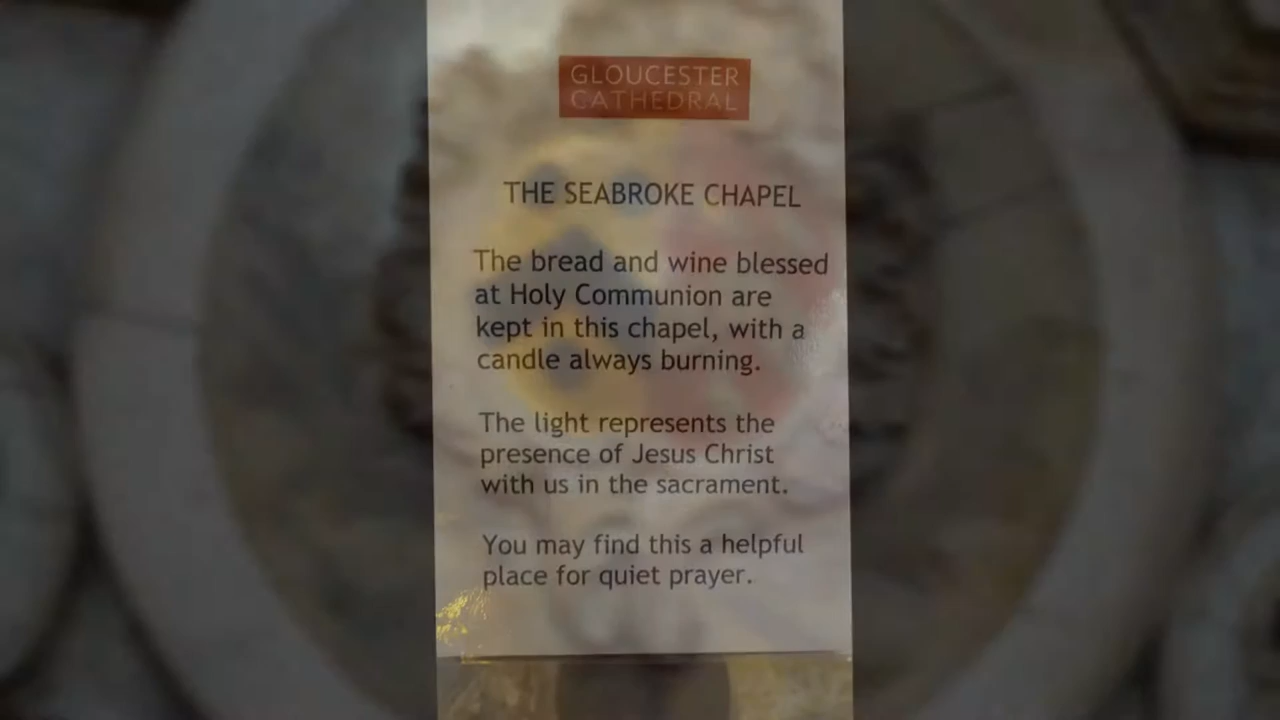 GLOUCESTER
CATHEDRAL
THE SEABROKE CHAPEL
The bread and wine blessed
at Holy Communion are
kept in this chapel, with a
candle always burning.
The light represents the
presence of Jesus Christ
with us in the sacrament.
You may find this a helpful
place for quiet prayer.